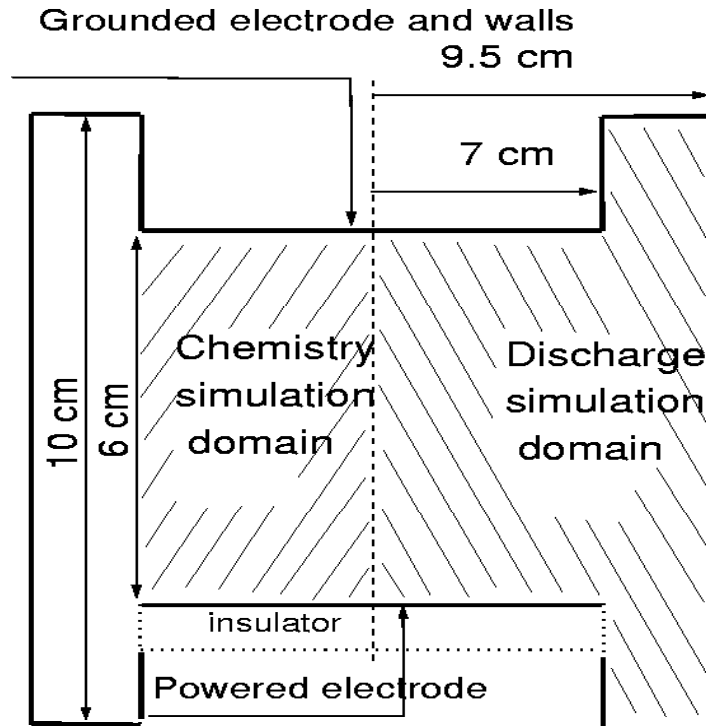 Grounded electrode and walls
9.5 cm
7 cm
10 cm
6 cm
Chemistry
simulation
domain
Discharge
simulation
domain
insulator
Powered electrode